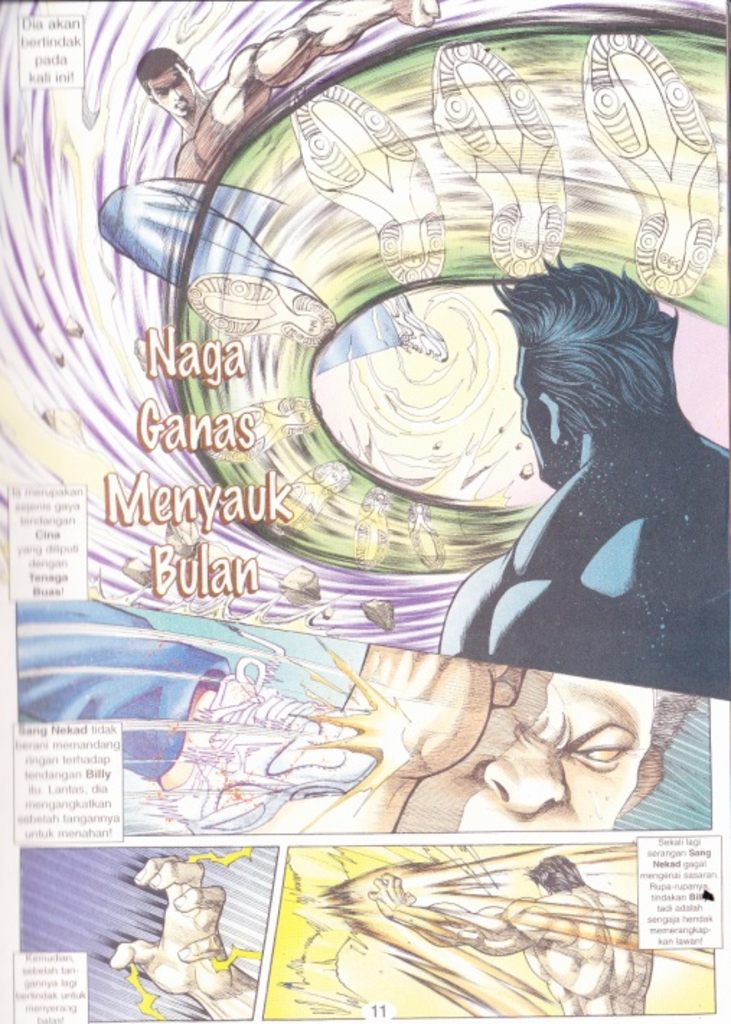 Dia akan
bertindak
pada
kali ini!
Naga
Ganas
Menyauk
Bulan
Ia merupakan
sejenis gaya
tendangan
Cina
yang diliputi
dengan
Tenaga
Buas!
Sang Nekad tidak
berani memandang
ringan terhadap
tendangan Billy
itu. Lantas, dia
mengangkatkan
sebelah tangannya
untuk menahan!
Kemudian,
sebelah tan-
gannya lagi
bertindak untuk
menyerang
balas!
Sekali lagi
serangan Sang
Nekad gagal
mengenai sasaran.
Rupa-rupanya,
tindakan
tadi adalah
sengaja hendak
memerangkap-
kan lawan!
11